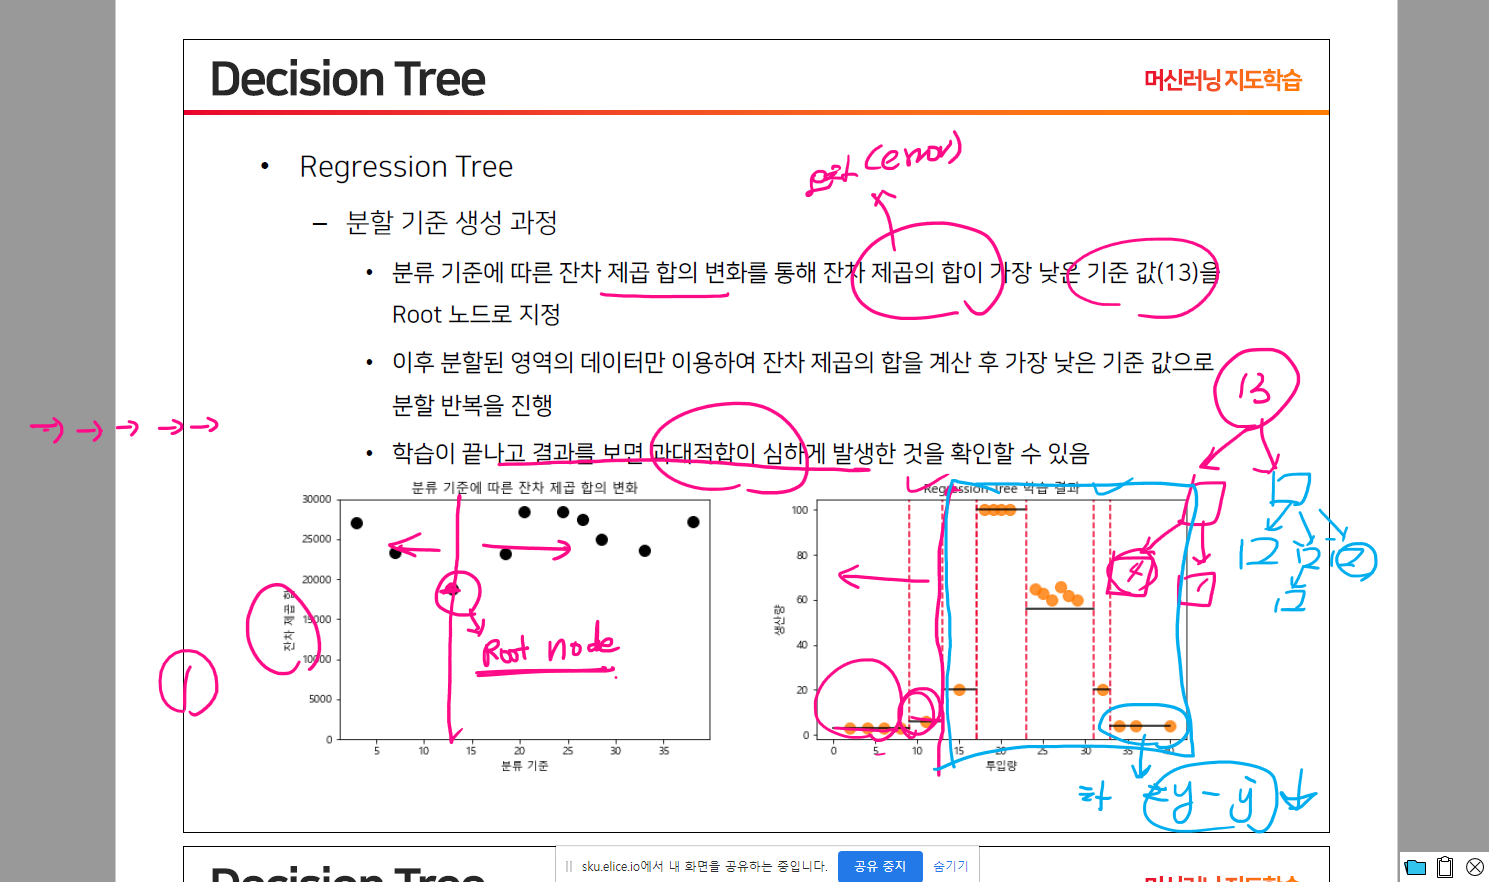 Decision Tree
머신러닝 지도학습
• Regression Tree
– 분할 기준 생성 과정
(error)
• 분류 기준에 따른 잔차 제곱 합의 변화를 통해 잔차 제곱의 합이 가장 낮은 기준 값(13)을
Root 노드로 지정
• 이후 분할된 영역의 데이터만 이용하여 잔차 제곱의 합을 계산 후 가장 낮은 기준 값으로
분할 반복을 진행
• 학습이 끝나고 결과를 보면 과대적합이 심하게 발생한 것을 확인할 수 있음
13
분류 기준에 따른 잔차 제곱 합의 변화
30000
25000
20000
15000
10000
5000
0
잔차 제곱 합
5 10 15 20 25 30 35
분류 기준
Root node
Regression Tree 학습 결과
100
80
60
40
20
0
생산량
0 5 10 15 20 25 30 35 40
투입량
4
y - ŷ
sku.elice.io에서 내 화면을 공유하는 중입니다.
공유 중지
숨기기
Decision Tree
머신러닝 지도학습